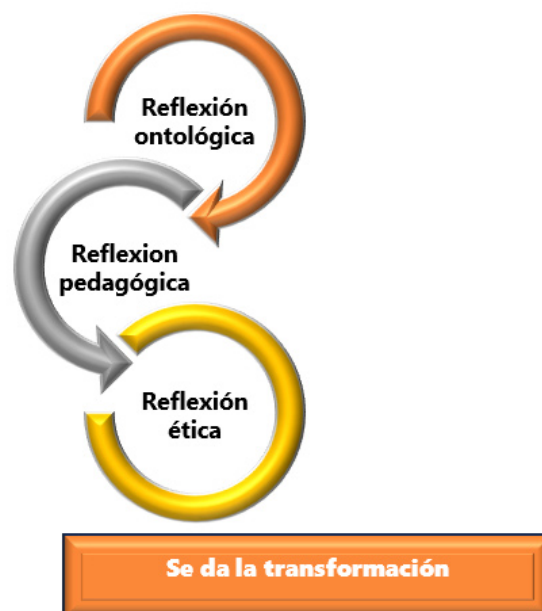 Reflexión
ontológica
Reflexion
pedagógica
Reflexión
ética
Se da la transformación